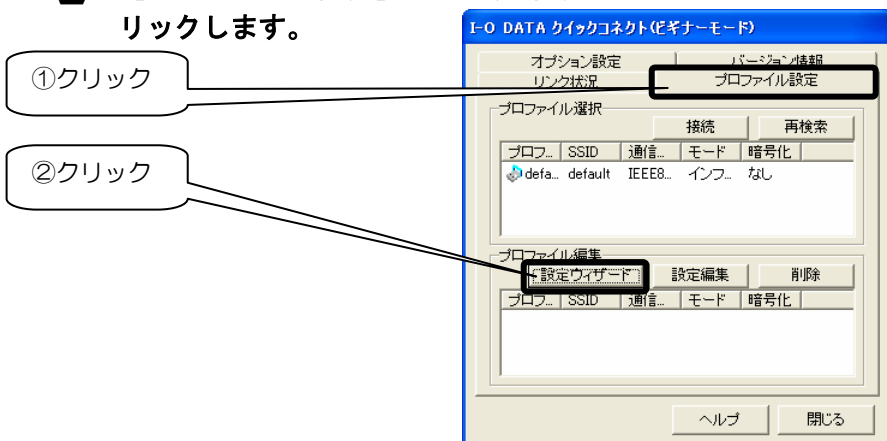 リックします。
①クリック
②クリック
I-O DATA クイックコネクト(ビギナーモード)
オプション設定 バージョン情報
リンク状況 プロファイル設定
プロファイル選択
接続 再検索
プロフ... SSID 通信... モード 暗号化
defa... default IEEE8... インフ... なし
プロファイル編集
設定ウィザード 設定編集 削除
プロフ... SSID 通信... モード 暗号化
ヘルプ 閉じる